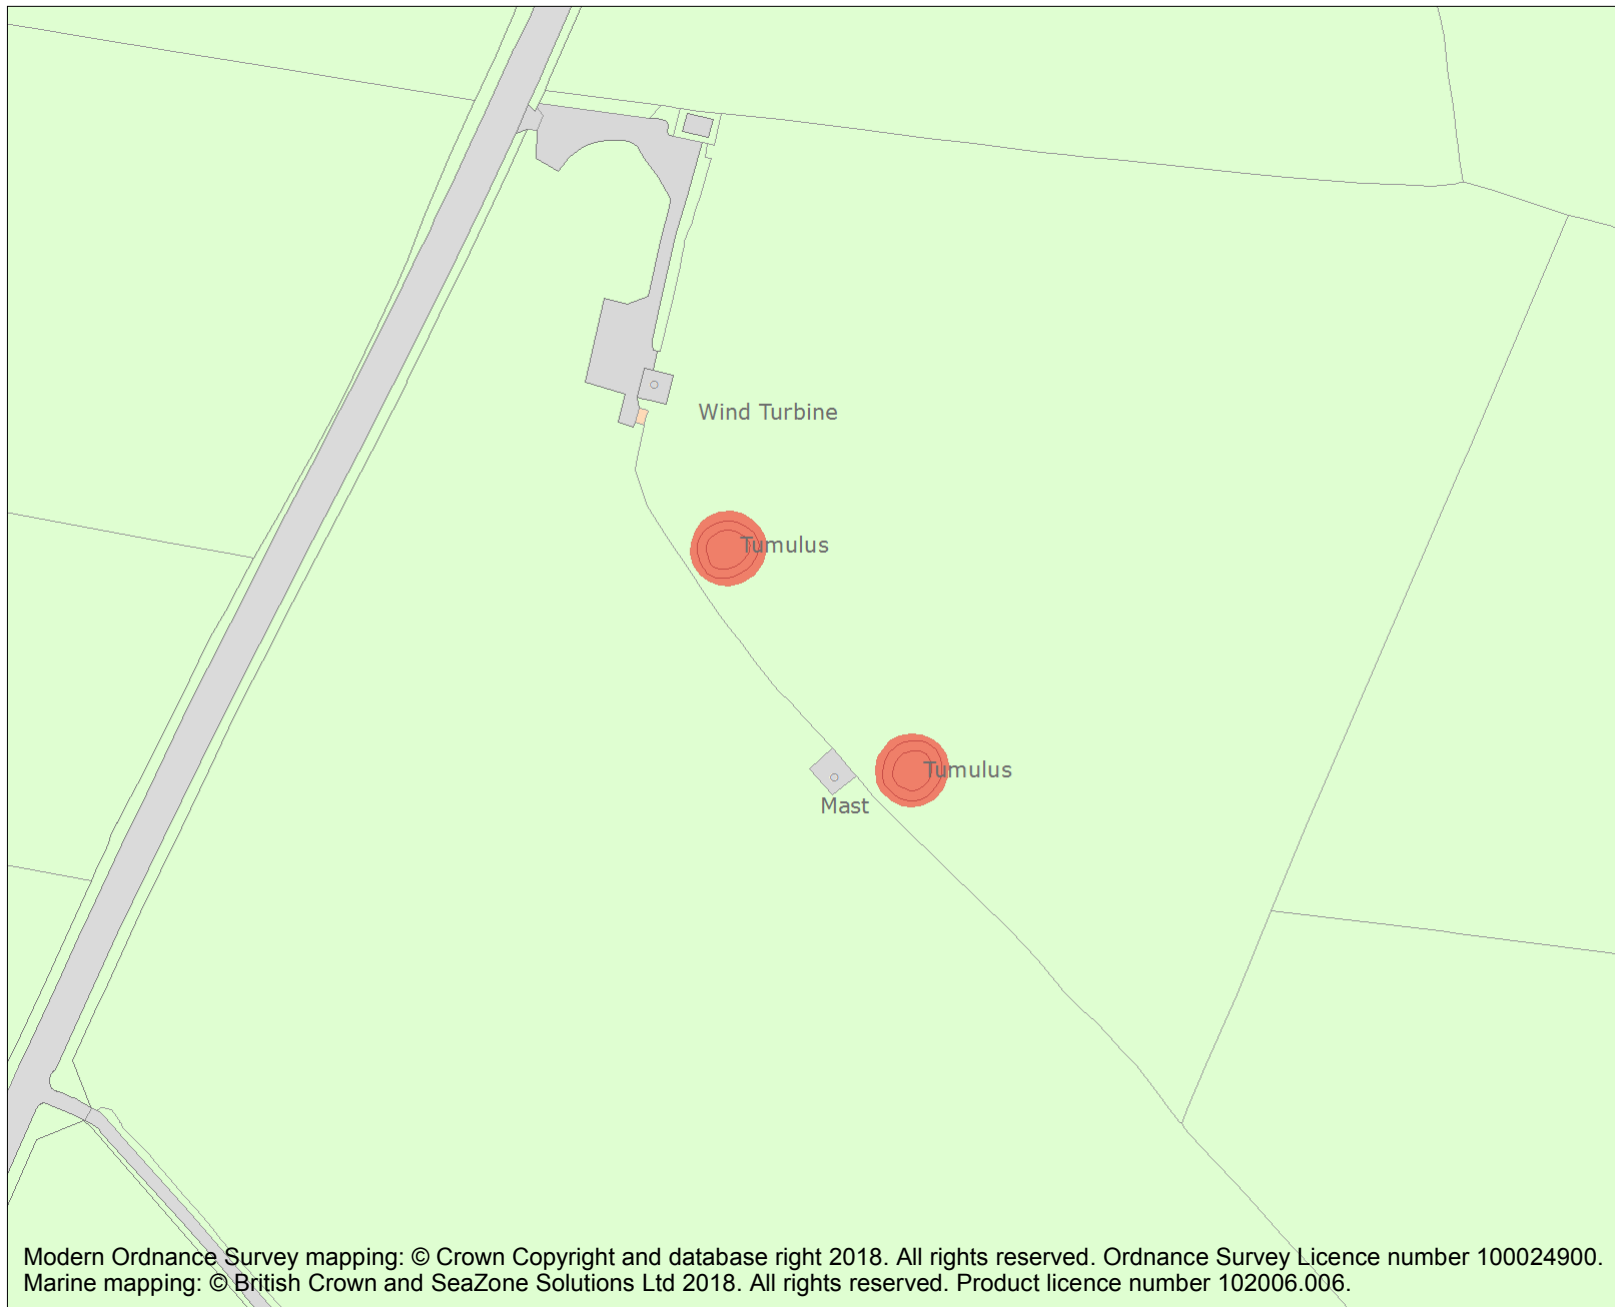 Wind Turbine
Tumulus
Tumulus
Mast
Modern Ordnance Survey mapping: © Crown Copyright and database right 2018. All rights reserved. Ordnance Survey Licence number 100024900.
Marine mapping: © British Crown and SeaZone Solutions Ltd 2018. All rights reserved. Product licence number 102006.006.